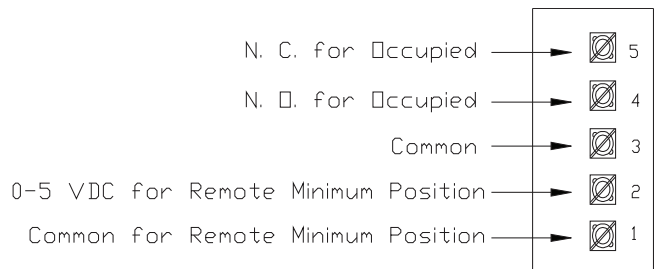 N. C. for Occupied 5
N. O. for Occupied 4
Common 3
0-5 VDC for Remote Minimum Position 2
Common for Remote Minimum Position 1